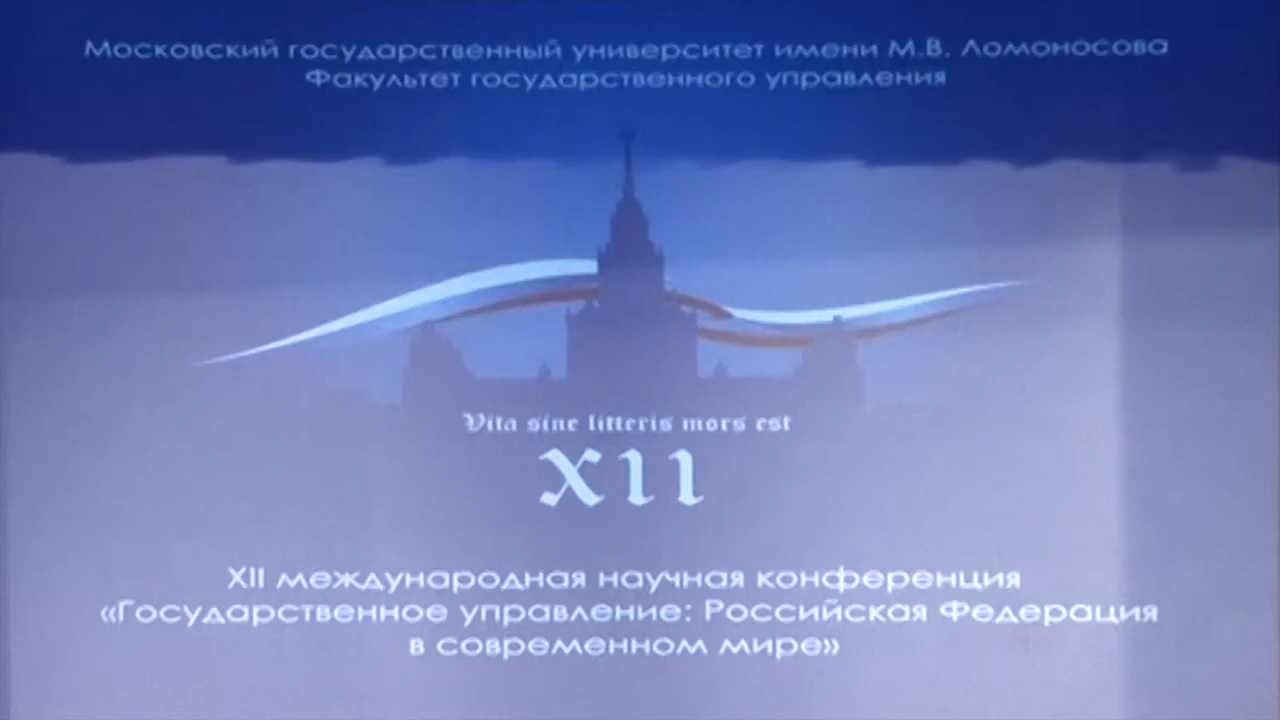 Московский государственный университет имени М.В. Ломоносова
Факультет государственного управления
Vita sine litteris mors est
XII
XII международная научная конференция
«Государственное управление: Российская Федерация
в современном мире»